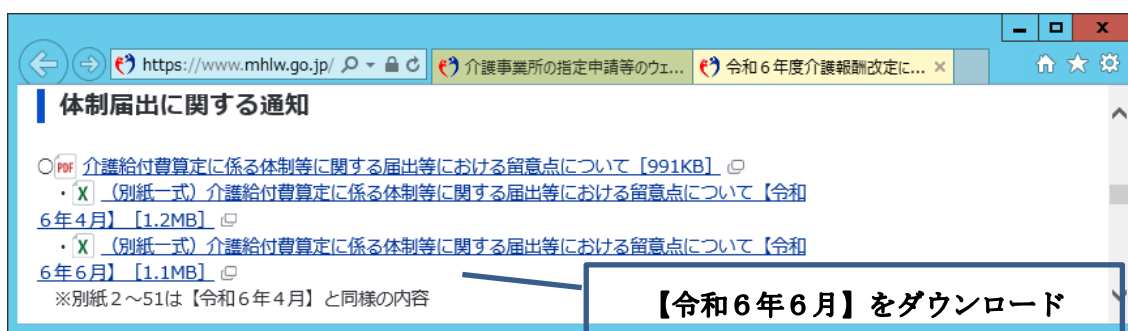 https://www.mhlw.go.jp/
介護事業所の指定申請等のウェ...
令和６年度介護報酬改定に...
体制届出に関する通知
○PDF 介護給付費算定に係る体制等に関する届出等における留意点について［991KB］
・X （別紙一式）介護給付費算定に係る体制等に関する届出等における留意点について【令和
６年４月】［1.2MB］
・X （別紙一式）介護給付費算定に係る体制等に関する届出等における留意点について【令和
６年６月】［1.1MB］
※別紙２～51は【令和６年４月】と同様の内容
【令和６年６月】をダウンロード